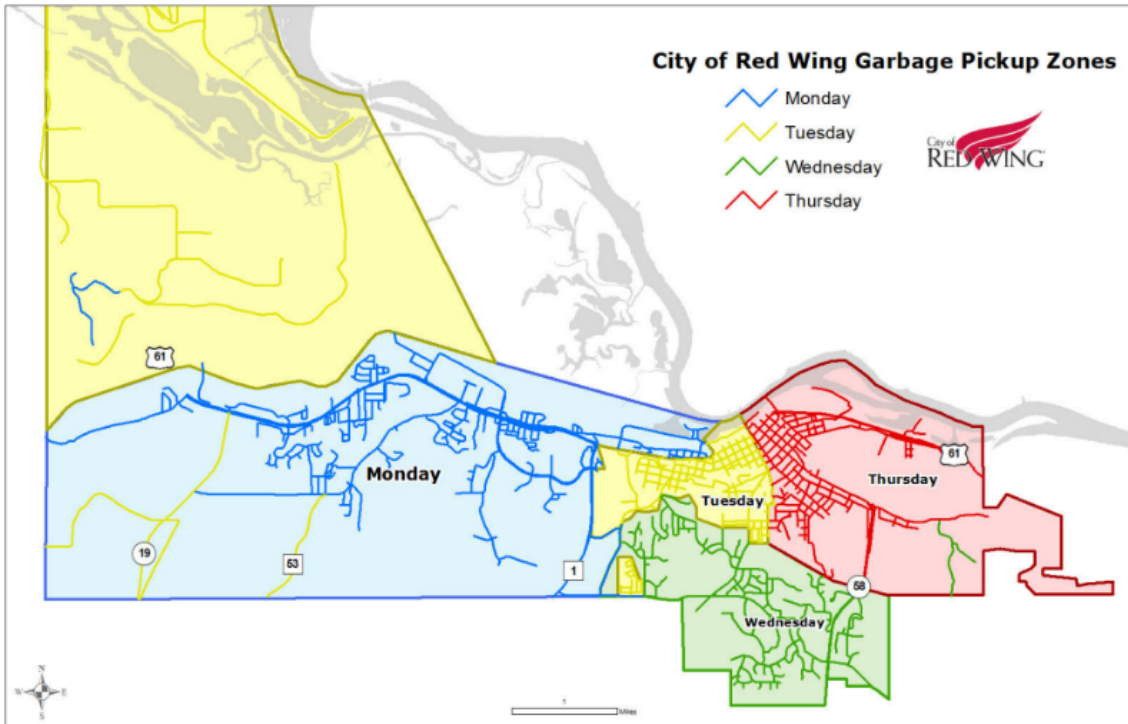 City of Red Wing Garbage Pickup Zones
Monday
Tuesday
Wednesday
Thursday
City of
RED WING
61
Monday
Tuesday
Thursday
61
19
53
1
58
Wednesday
N
W E
S
1
Miles